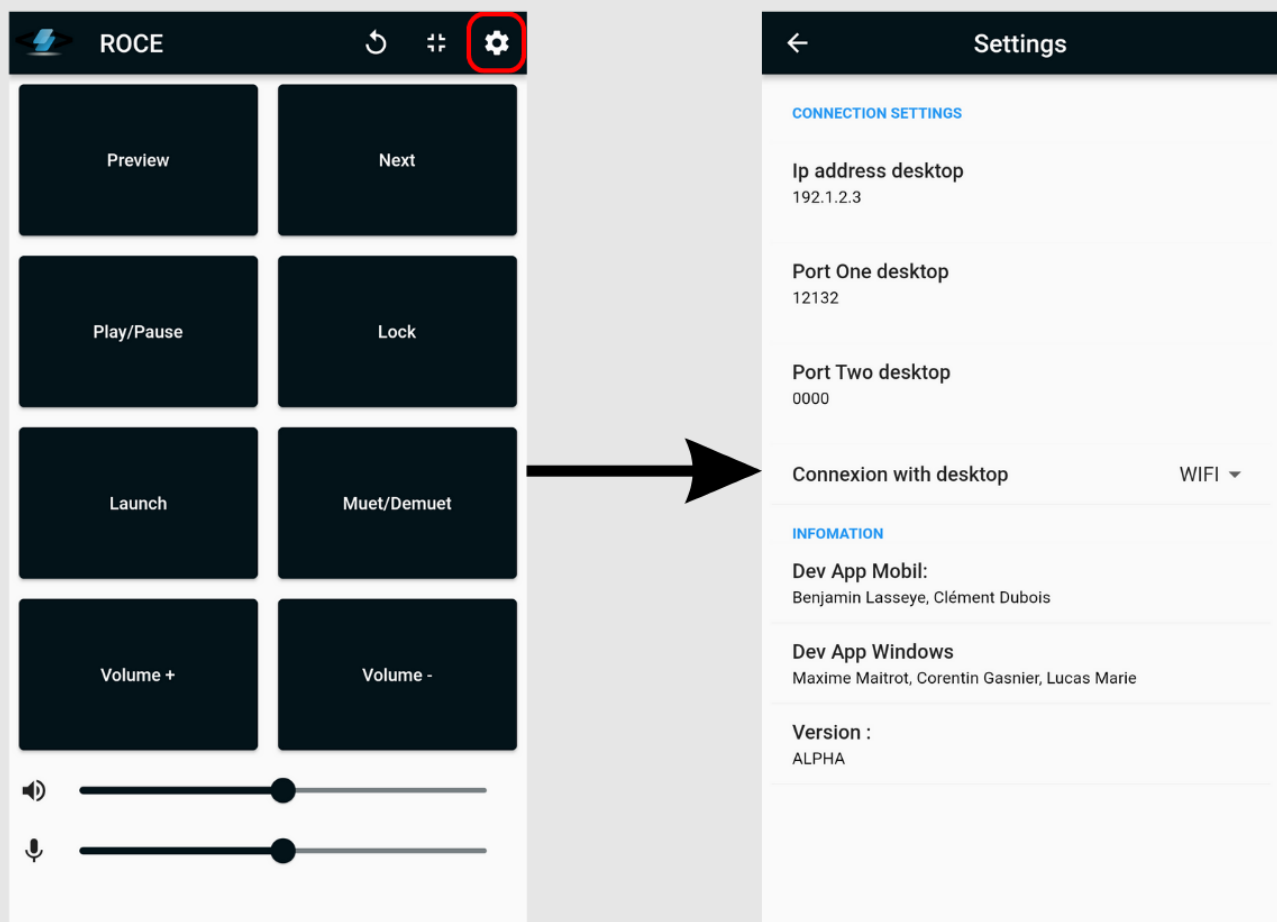 ROCE
Preview
Next
Play/Pause
Lock
Launch
Muet/Demuet
Volume +
Volume -
Settings
CONNECTION SETTINGS
Ip address desktop
192.1.2.3
Port One desktop
12132
Port Two desktop
0000
Connexion with desktop WIFI
INFOMATION
Dev App Mobil:
Benjamin Lasseye, Clément Dubois
Dev App Windows
Maxime Maitrot, Corentin Gasnier, Lucas Marie
Version :
ALPHA